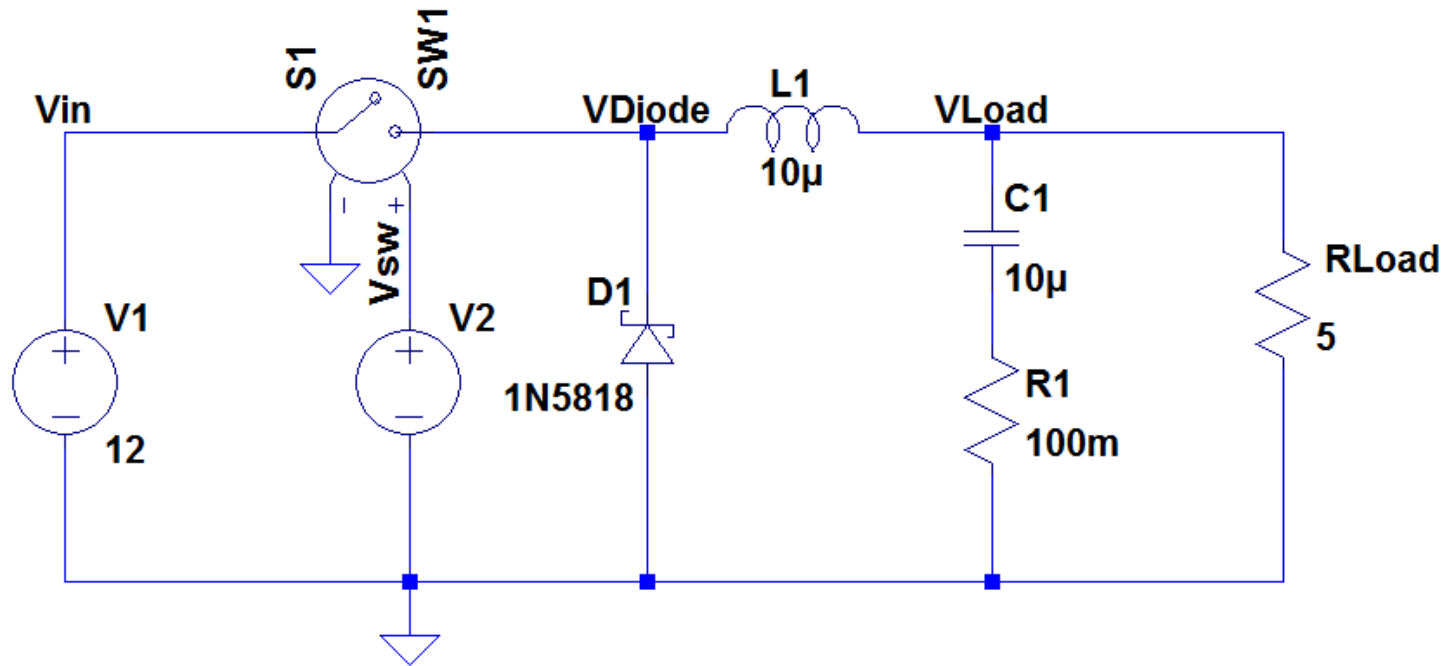 S1
SW1
Vin
VDiode
L1
VLoad
10µ
Vsw
C1
10µ
RLoad
5
V1
12
V2
D1
1N5818
R1
100m